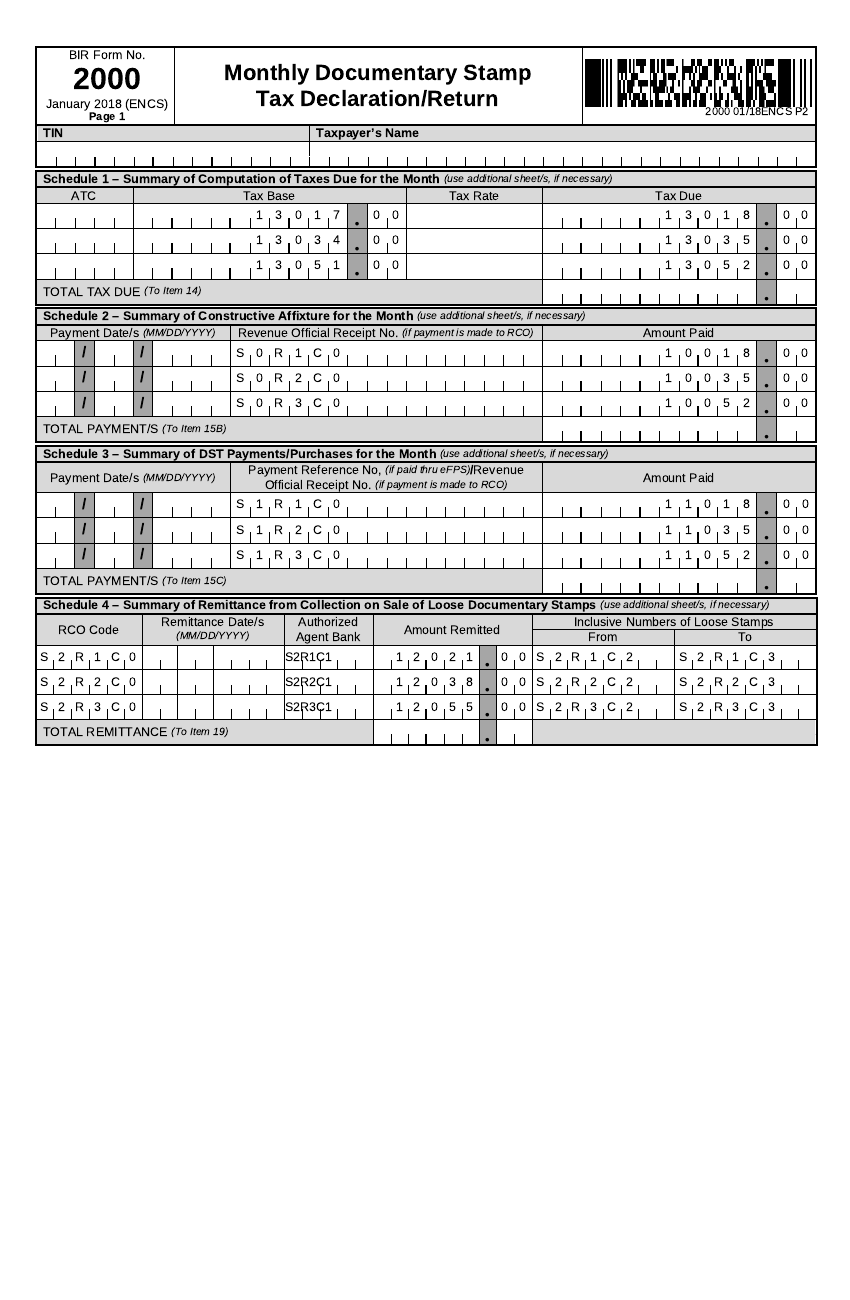 BIR Form No.
2000
January 2018 (ENCS)
Page 1
Monthly Documentary Stamp
Tax Declaration/Return
2000 01/18ENCS P2
TIN Taxpayer's Name
Schedule 1 – Summary of Computation of Taxes Due for the Month (use additional sheet/s, if necessary)
ATC Tax Base Tax Rate Tax Due
13017.00 13018.00
13034.00 13035.00
13051.00 13052.00
TOTAL TAX DUE (To Item 14) .
Schedule 2 – Summary of Constructive Affixture for the Month (use additional sheet/s, if necessary)
Payment Date/s (MM/DD/YYYY) Revenue Official Receipt No. (if payment is made to RCO) Amount Paid
/ / S0R1C0 10018.00
/ / S0R2C0 10035.00
/ / S0R3C0 10052.00
TOTAL PAYMENT/S (To Item 15B) .
Schedule 3 – Summary of DST Payments/Purchases for the Month (use additional sheet/s, if necessary)
Payment Date/s (MM/DD/YYYY) Payment Reference No, (if paid thru eFPS)/Revenue
Official Receipt No. (if payment is made to RCO) Amount Paid
/ / S1R1C0 11018.00
/ / S1R2C0 11035.00
/ / S1R3C0 11052.00
TOTAL PAYMENT/S (To Item 15C) .
Schedule 4 – Summary of Remittance from Collection on Sale of Loose Documentary Stamps (use additional sheet/s, if necessary)
RCO Code Remittance Date/s
(MM/DD/YYYY) Authorized
Agent Bank Amount Remitted Inclusive Numbers of Loose Stamps
From To
S2R1C0 S2R1C1 12021.00 S2R1C2 S2R1C3
S2R2C0 S2R2C1 12038.00 S2R2C2 S2R2C3
S2R3C0 S2R3C1 12055.00 S2R3C2 S2R3C3
TOTAL REMITTANCE (To Item 19) .